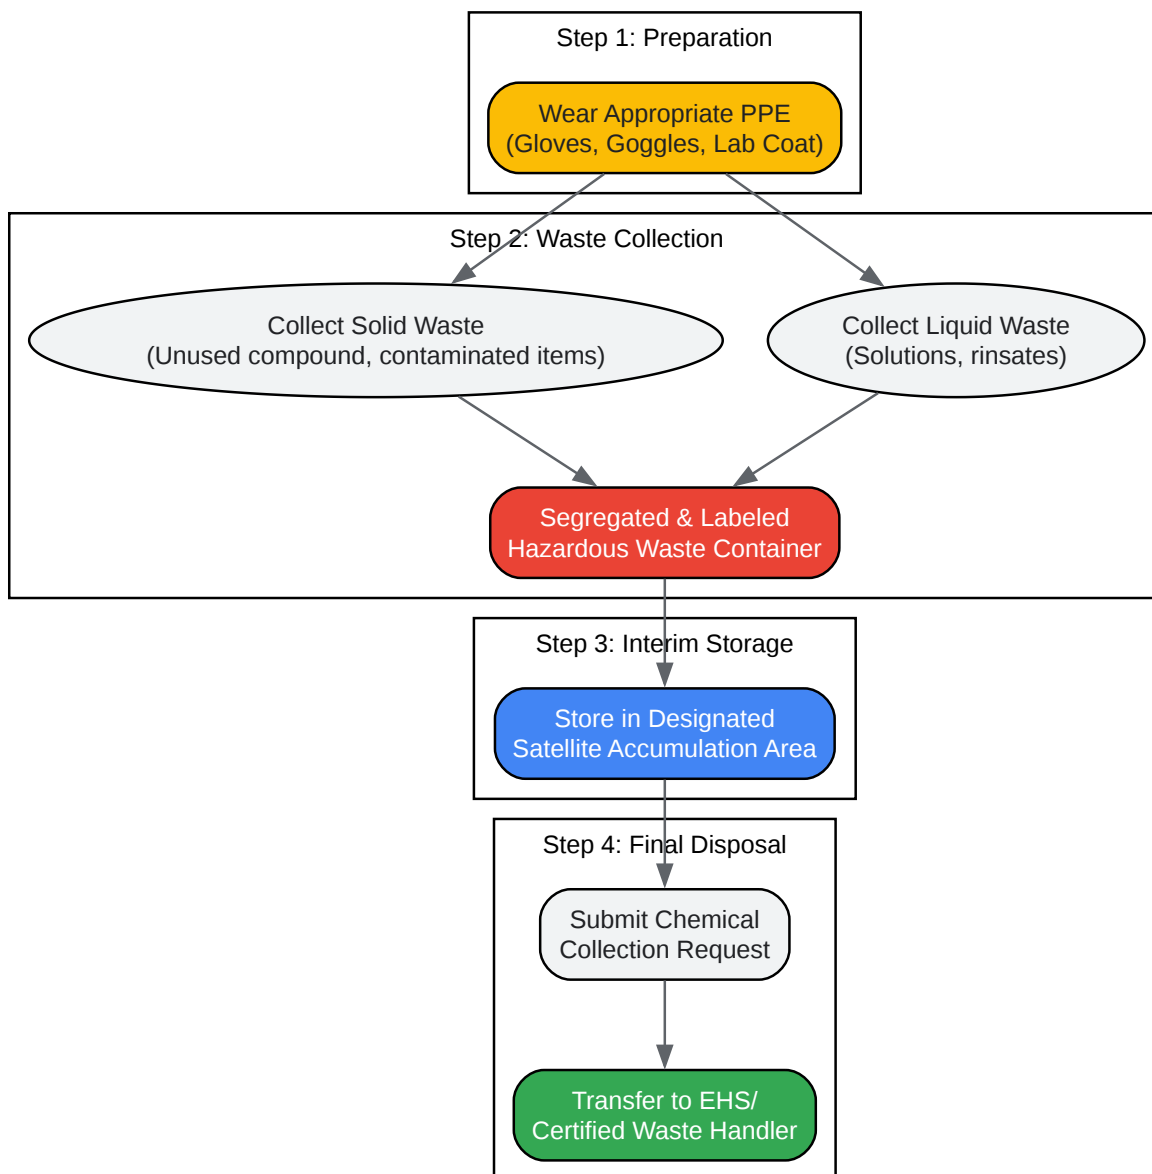 Step 1: Preparation
Wear Appropriate PPE
(Gloves, Goggles, Lab Coat)
Step 2: Waste Collection
Collect Solid Waste
(Unused compound, contaminated items)
Collect Liquid Waste
(Solutions, rinsates)
Segregated & Labeled
Hazardous Waste Container
Step 3: Interim Storage
Store in Designated
Satellite Accumulation Area
Step 4: Final Disposal
Submit Chemical
Collection Request
Transfer to EHS/
Certified Waste Handler